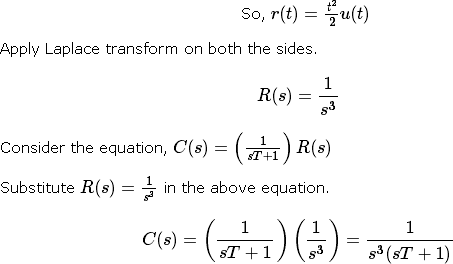 So, $r(t) = \frac{t^2}{2}u(t)$
Apply Laplace transform on both the sides.
$R(s) = \frac{1}{s^3}$
Consider the equation, $C(s) = \left(\frac{1}{sT+1}\right) R(s)$
Substitute $R(s) = \frac{1}{s^3}$ in the above equation.
$C(s) = \left(\frac{1}{sT+1}\right)\left(\frac{1}{s^3}\right) = \frac{1}{s^3(sT+1)}$